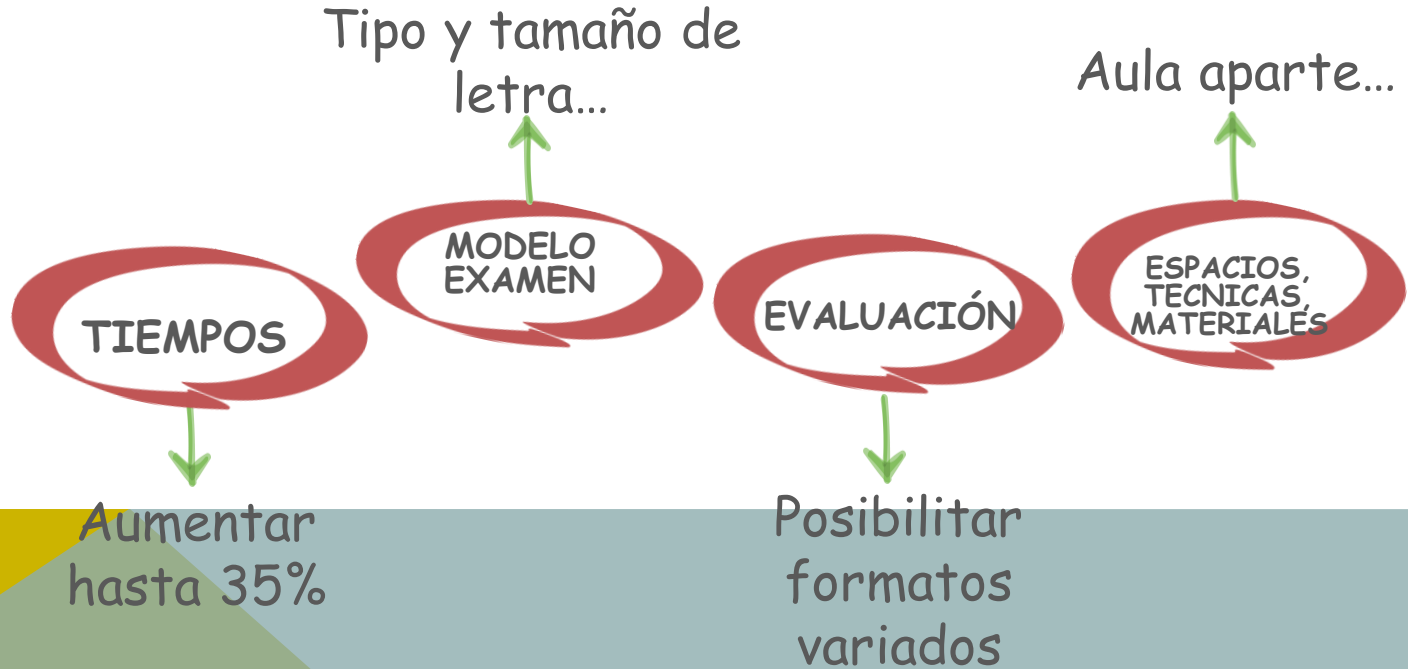 Tipo y tamaño de
letra...
Aula aparte...
TIEMPOS
MODELO
EXAMEN
EVALUACIÓN
ESPACIOS,
TECNICAS,
MATERIALES
Aumentar
hasta 35%
Posibilitar
formatos
variados